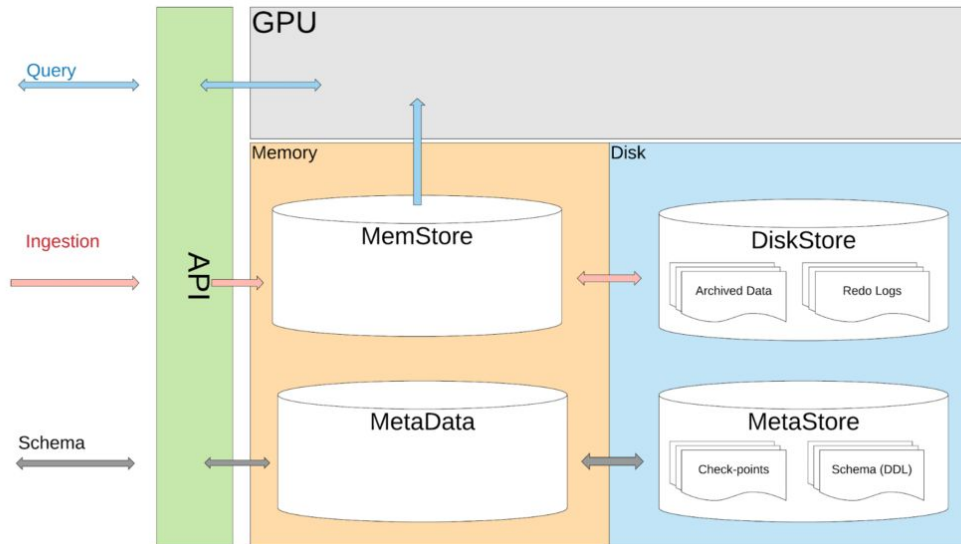 GPU
Query
Memory
Disk
MemStore
DiskStore
Archived Data
Redo Logs
Ingestion
API
MetaData
MetaStore
Check-points
Schema (DDL)
Schema